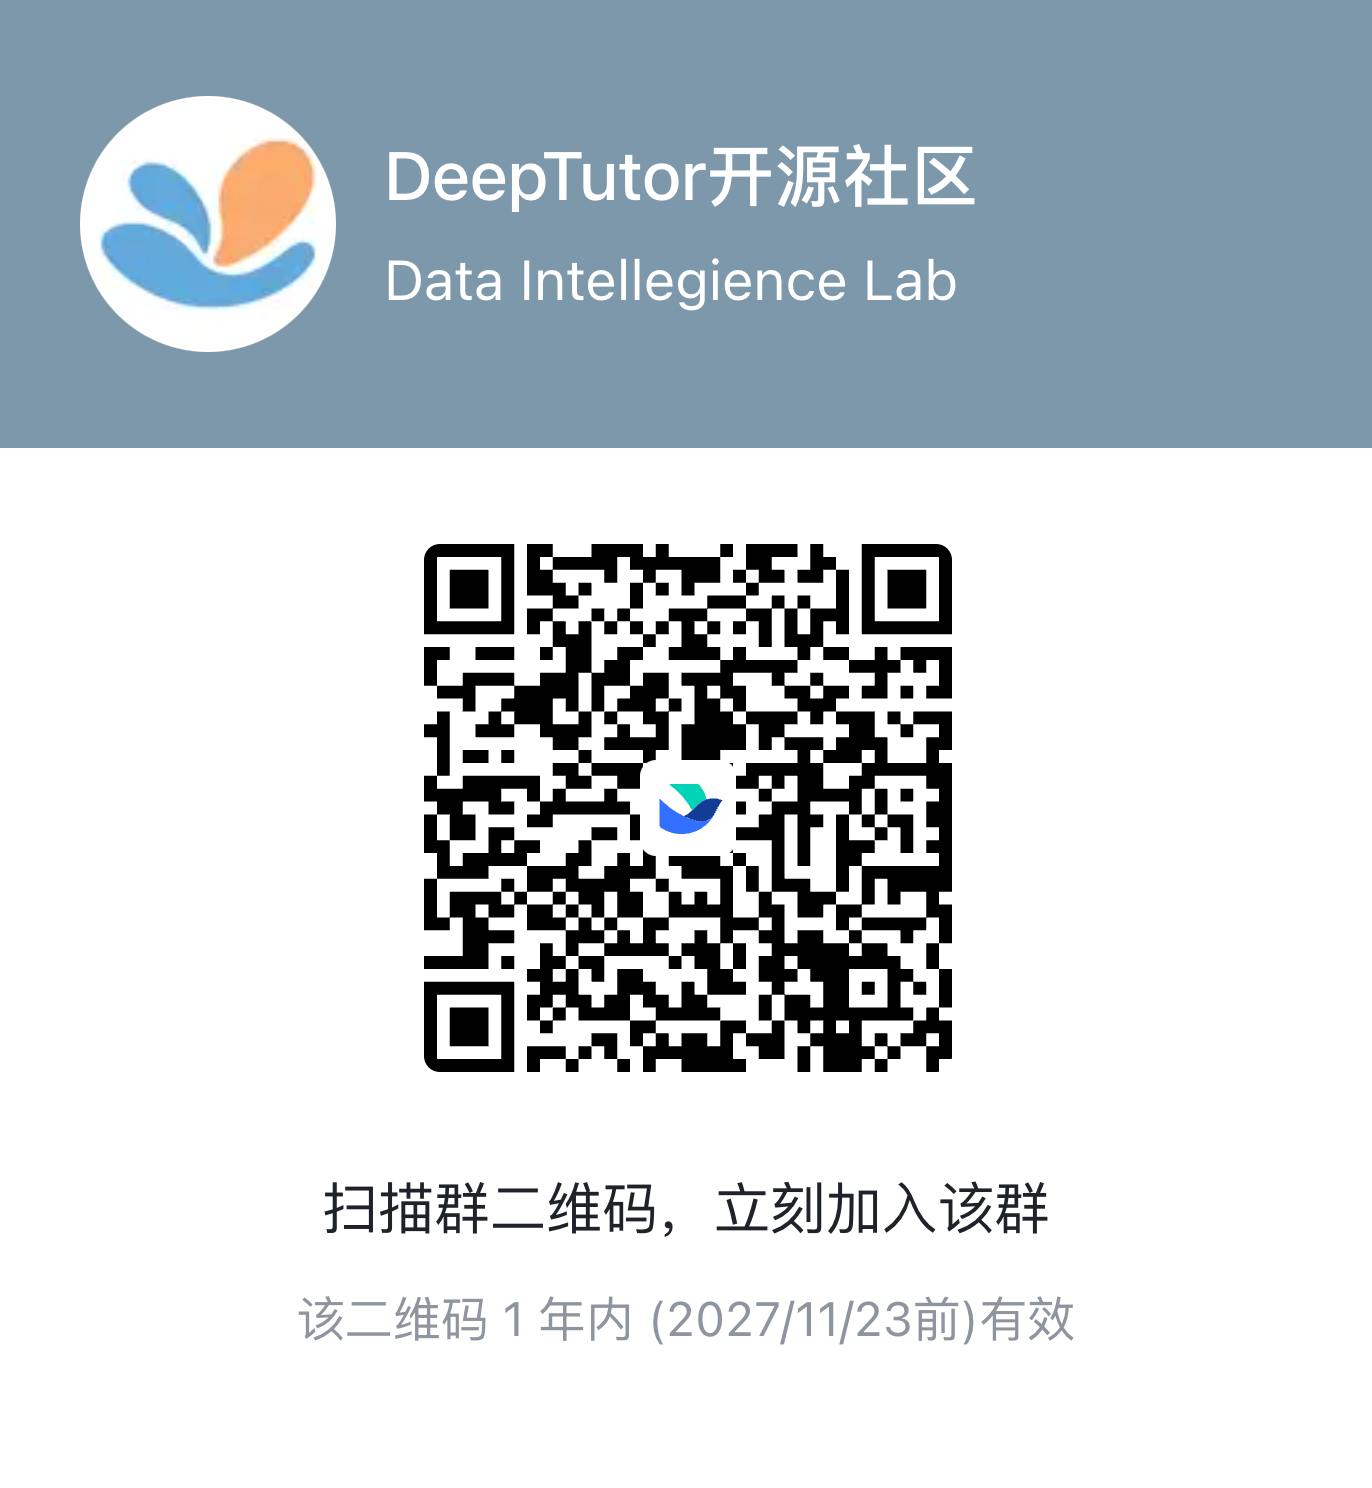 DeepTutor开源社区
Data Intellegience Lab
扫描群二维码，立刻加入该群
该二维码 1 年内 (2027/11/23前)有效